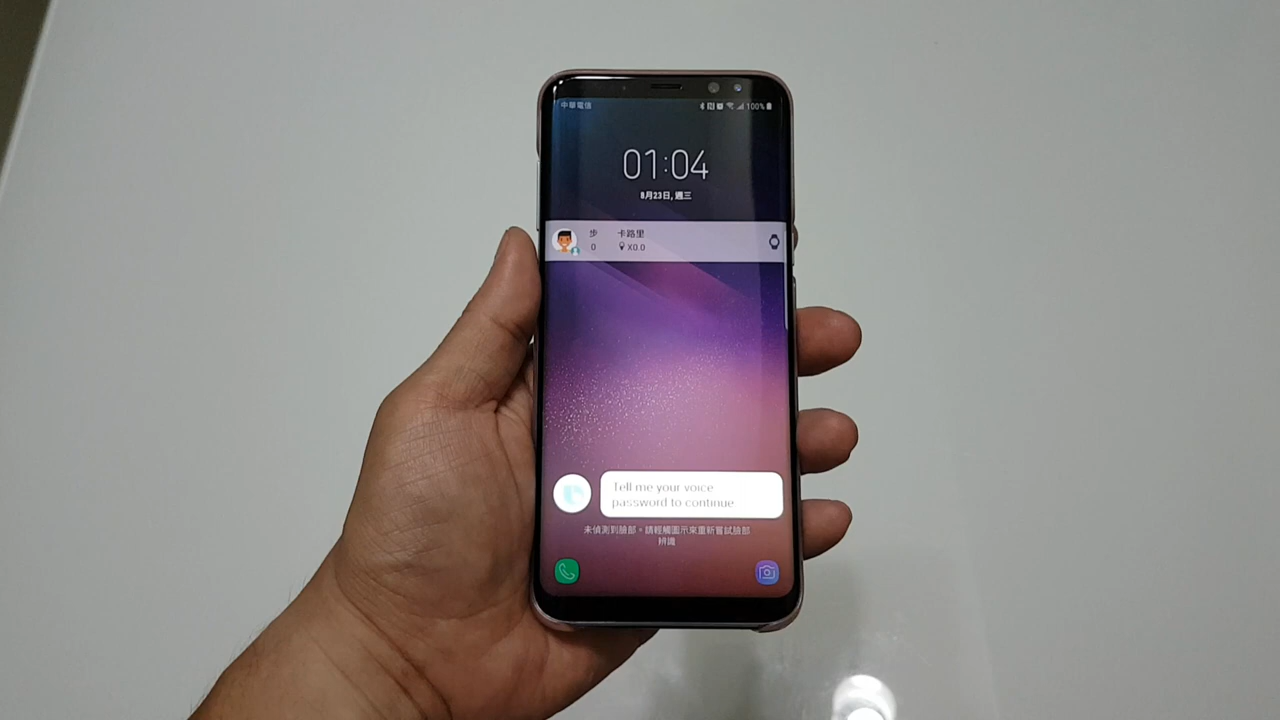 中華電信 100%
01:04
8月23日, 週三
步 卡路里
0 X0.0
Tell me your voice
password to continue
未偵測到臉部。請輕觸圖示來重新嘗試臉部
辨識